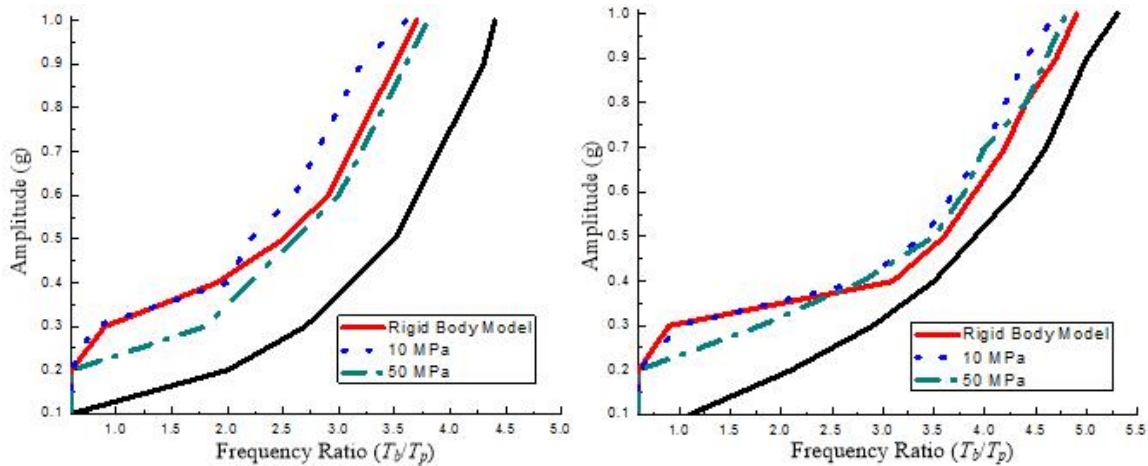 1.0
0.9
0.8
0.7
0.6
0.5
0.4
0.3
0.2
0.1
Amplitude (g)
1.0 1.5 2.0 2.5 3.0 3.5 4.0 4.5 5.0
Frequency Ratio (T_b/T_p)
Rigid Body Model
10 MPa
50 MPa
1.0
0.9
0.8
0.7
0.6
0.5
0.4
0.3
0.2
0.1
Amplitude (g)
1.0 1.5 2.0 2.5 3.0 3.5 4.0 4.5 5.0 5.5
Frequency Ratio (T_b/T_p)
Rigid Body Model
10 MPa
50 MPa